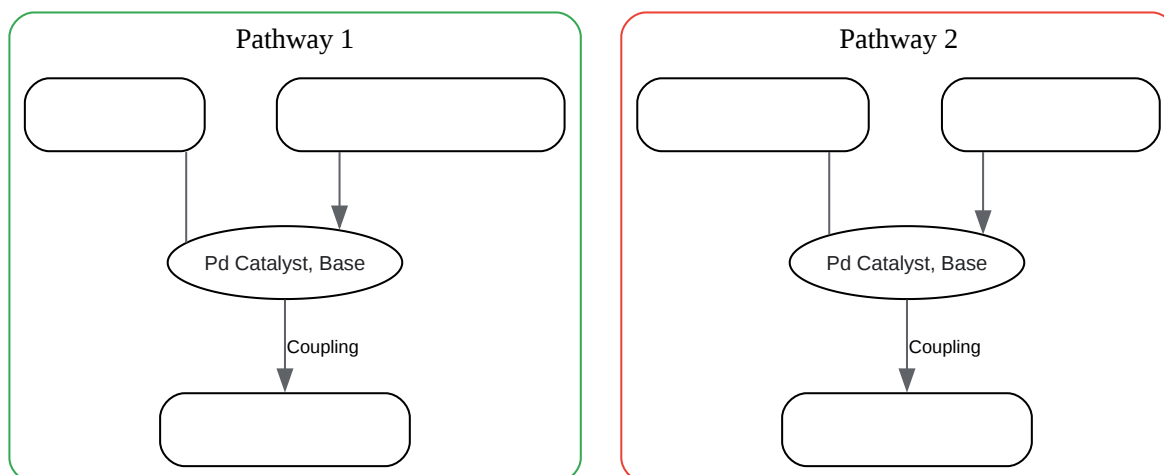 Pathway 1
Pd Catalyst, Base
Coupling
Pathway 2
Pd Catalyst, Base
Coupling